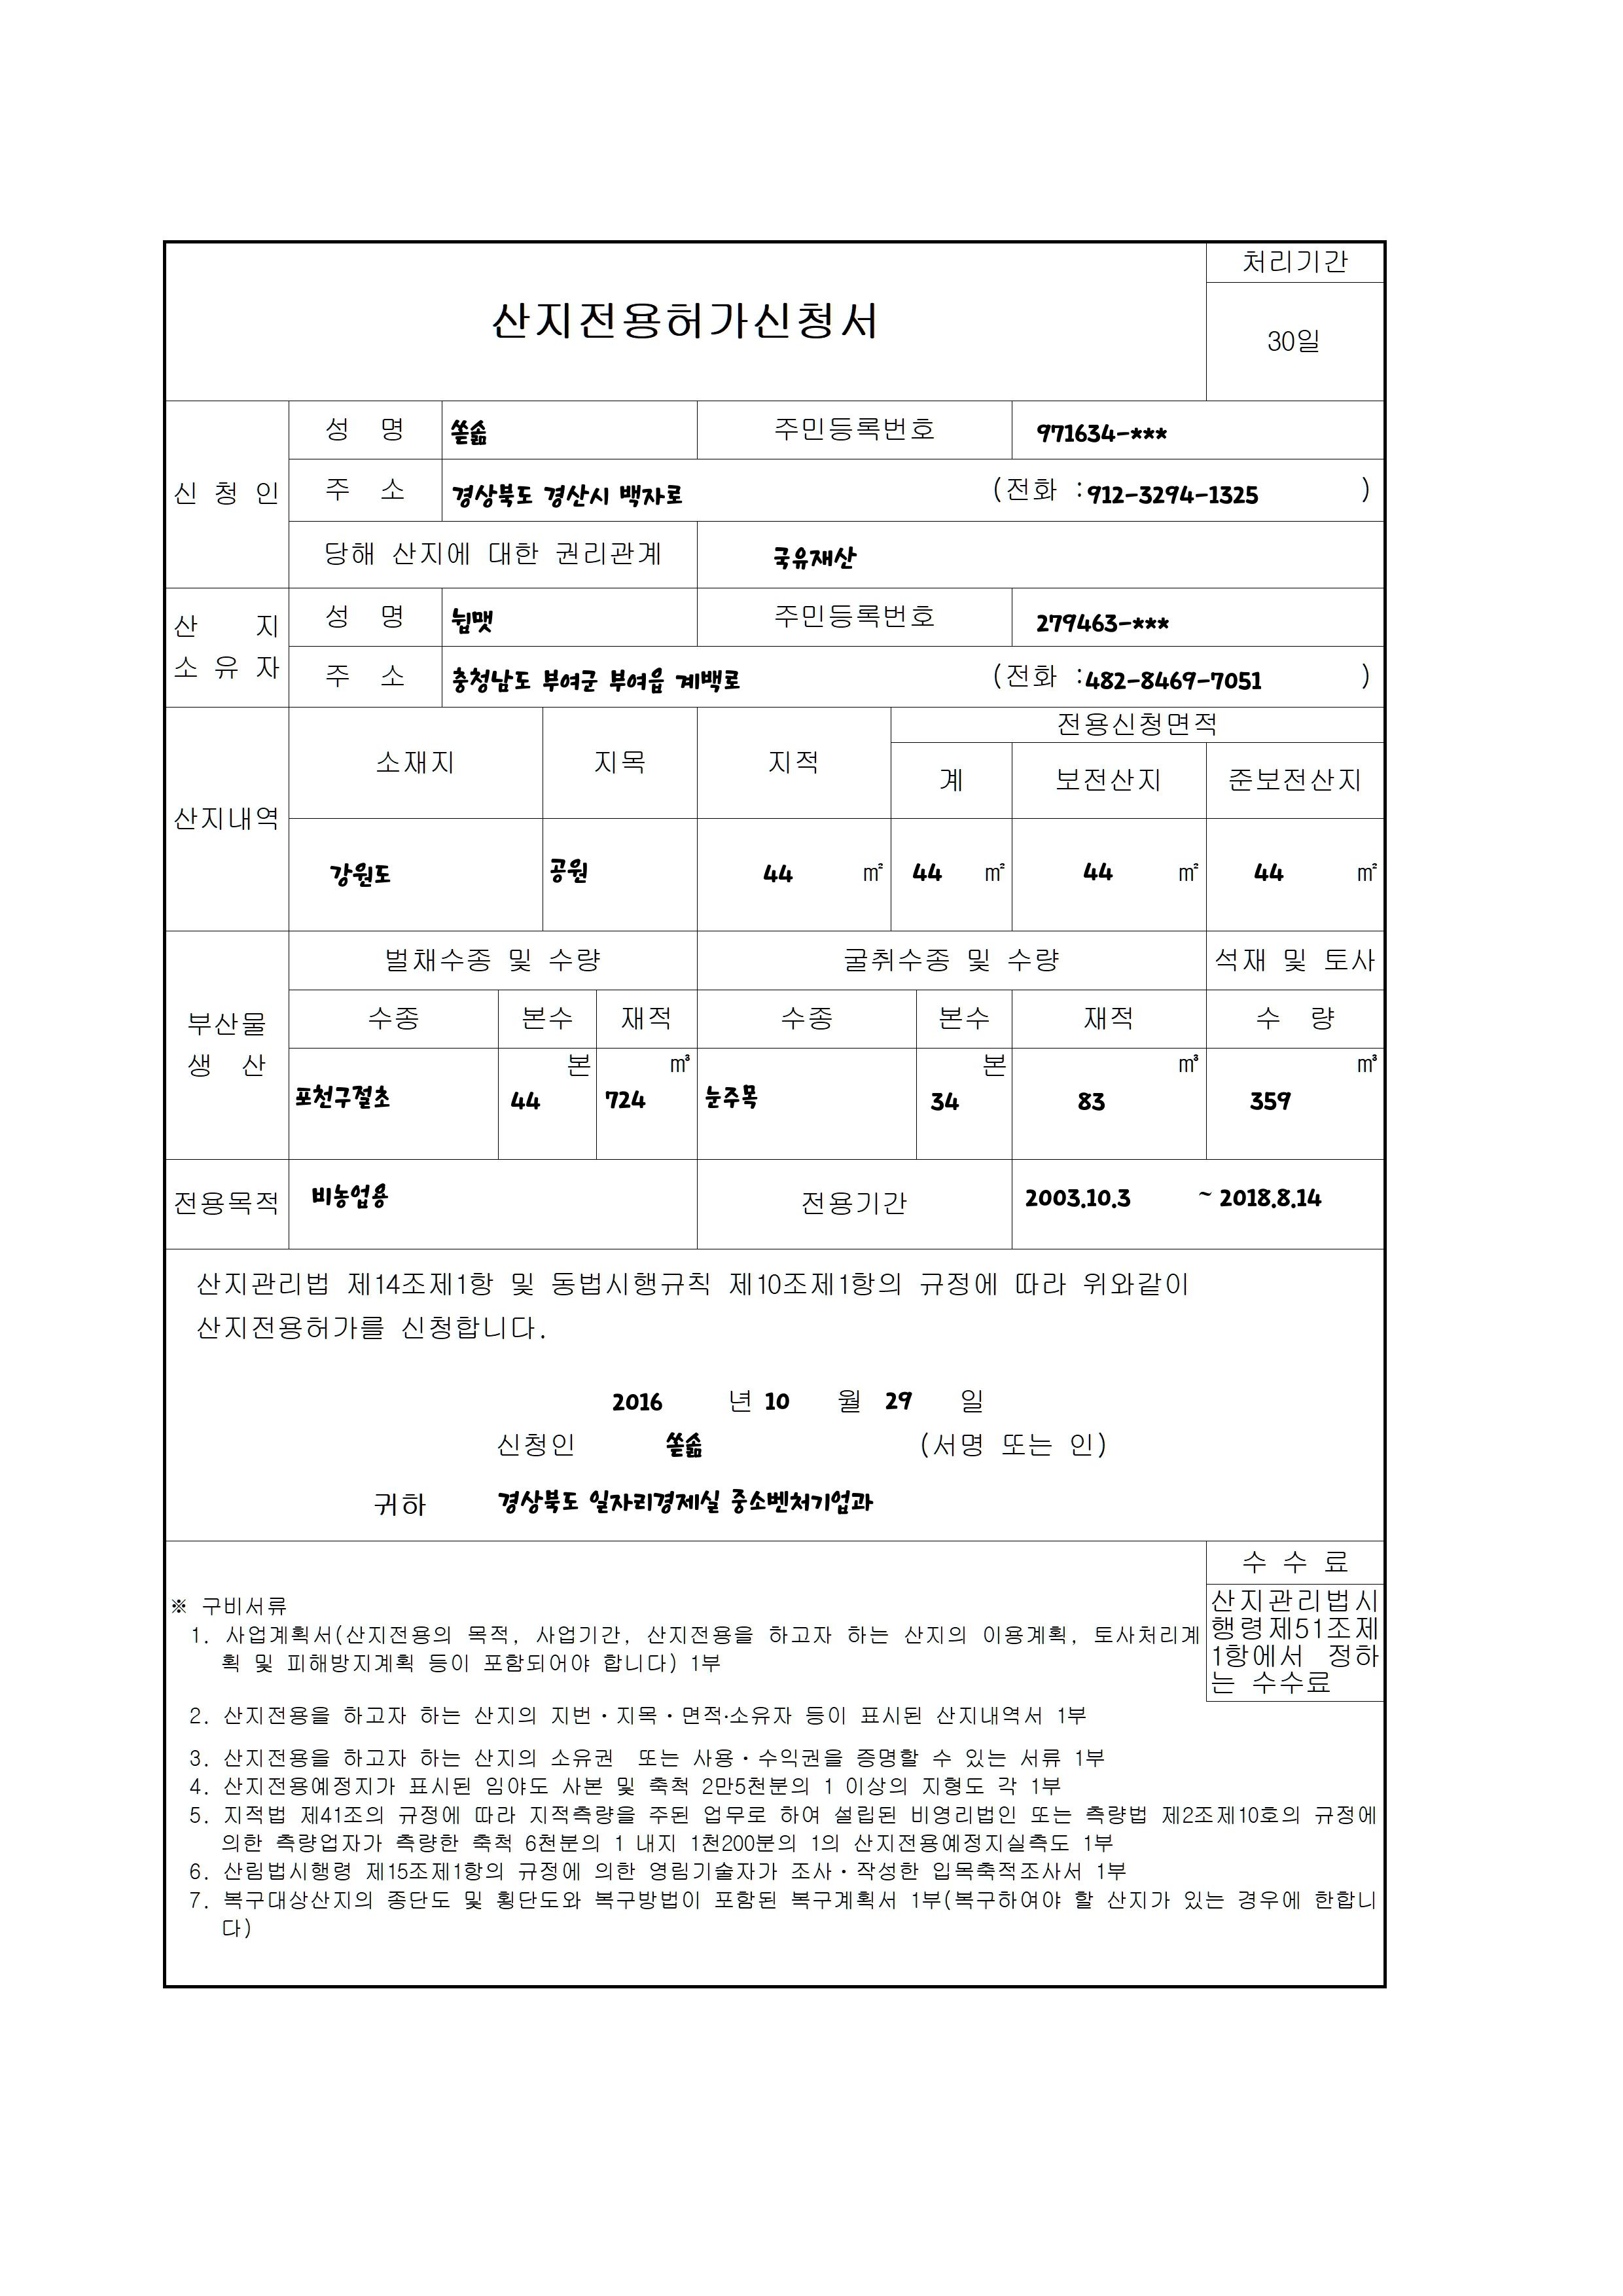 처리기간
산지전용허가신청서
30일
신 청 인
성 명 쏟숆 주민등록번호 971634-***
주 소 경상북도 경산시 백자로 (전화 :912-3294-1325 )
당해 산지에 대한 권리관계 국유재산
산 지
소 유 자
성 명 뉩맷 주민등록번호 279463-***
주 소 충청남도 부여군 부여읍 계백로 (전화 :482-8469-7051 )
산지내역
소재지 지목 지적 전용신청면적
계 보전산지 준보전산지
강원도 공원 44 ㎡ 44 ㎡ 44 ㎡ 44 ㎡
부산물
생 산
벌채수종 및 수량 굴취수종 및 수량 석재 및 토사
수종 본수 재적 수종 본수 재적 수 량
본 ㎥ 본 ㎥ ㎥
포천구절초 44 724 눈주목 34 83 359
전용목적 비농업용 전용기간 2003.10.3 ~ 2018.8.14
산지관리법 제14조제1항 및 동법시행규칙 제10조제1항의 규정에 따라 위와같이
산지전용허가를 신청합니다.
2016 년 10 월 29 일
신청인 쏟숆 (서명 또는 인)
귀하 경상북도 일자리경제실 중소벤처기업과
수 수 료
산지관리법시
행령제51조제
1항에서 정하
는 수수료
※ 구비서류
1. 사업계획서(산지전용의 목적, 사업기간, 산지전용을 하고자 하는 산지의 이용계획, 토사처리계
획 및 피해방지계획 등이 포함되어야 합니다) 1부
2. 산지전용을 하고자 하는 산지의 지번·지목·면적·소유자 등이 표시된 산지내역서 1부
3. 산지전용을 하고자 하는 산지의 소유권 또는 사용·수익권을 증명할 수 있는 서류 1부
4. 산지전용예정지가 표시된 임야도 사본 및 축척 2만5천분의 1 이상의 지형도 각 1부
5. 지적법 제41조의 규정에 따라 지적측량을 주된 업무로 하여 설립된 비영리법인 또는 측량법 제2조제10호의 규정에
의한 측량업자가 측량한 축척 6천분의 1 내지 1천200분의 1의 산지전용예정지실측도 1부
6. 산림법시행령 제15조제1항의 규정에 의한 영림기술자가 조사·작성한 입목축적조사서 1부
7. 복구대상산지의 종단도 및 횡단도와 복구방법이 포함된 복구계획서 1부(복구하여야 할 산지가 있는 경우에 한합니
다)